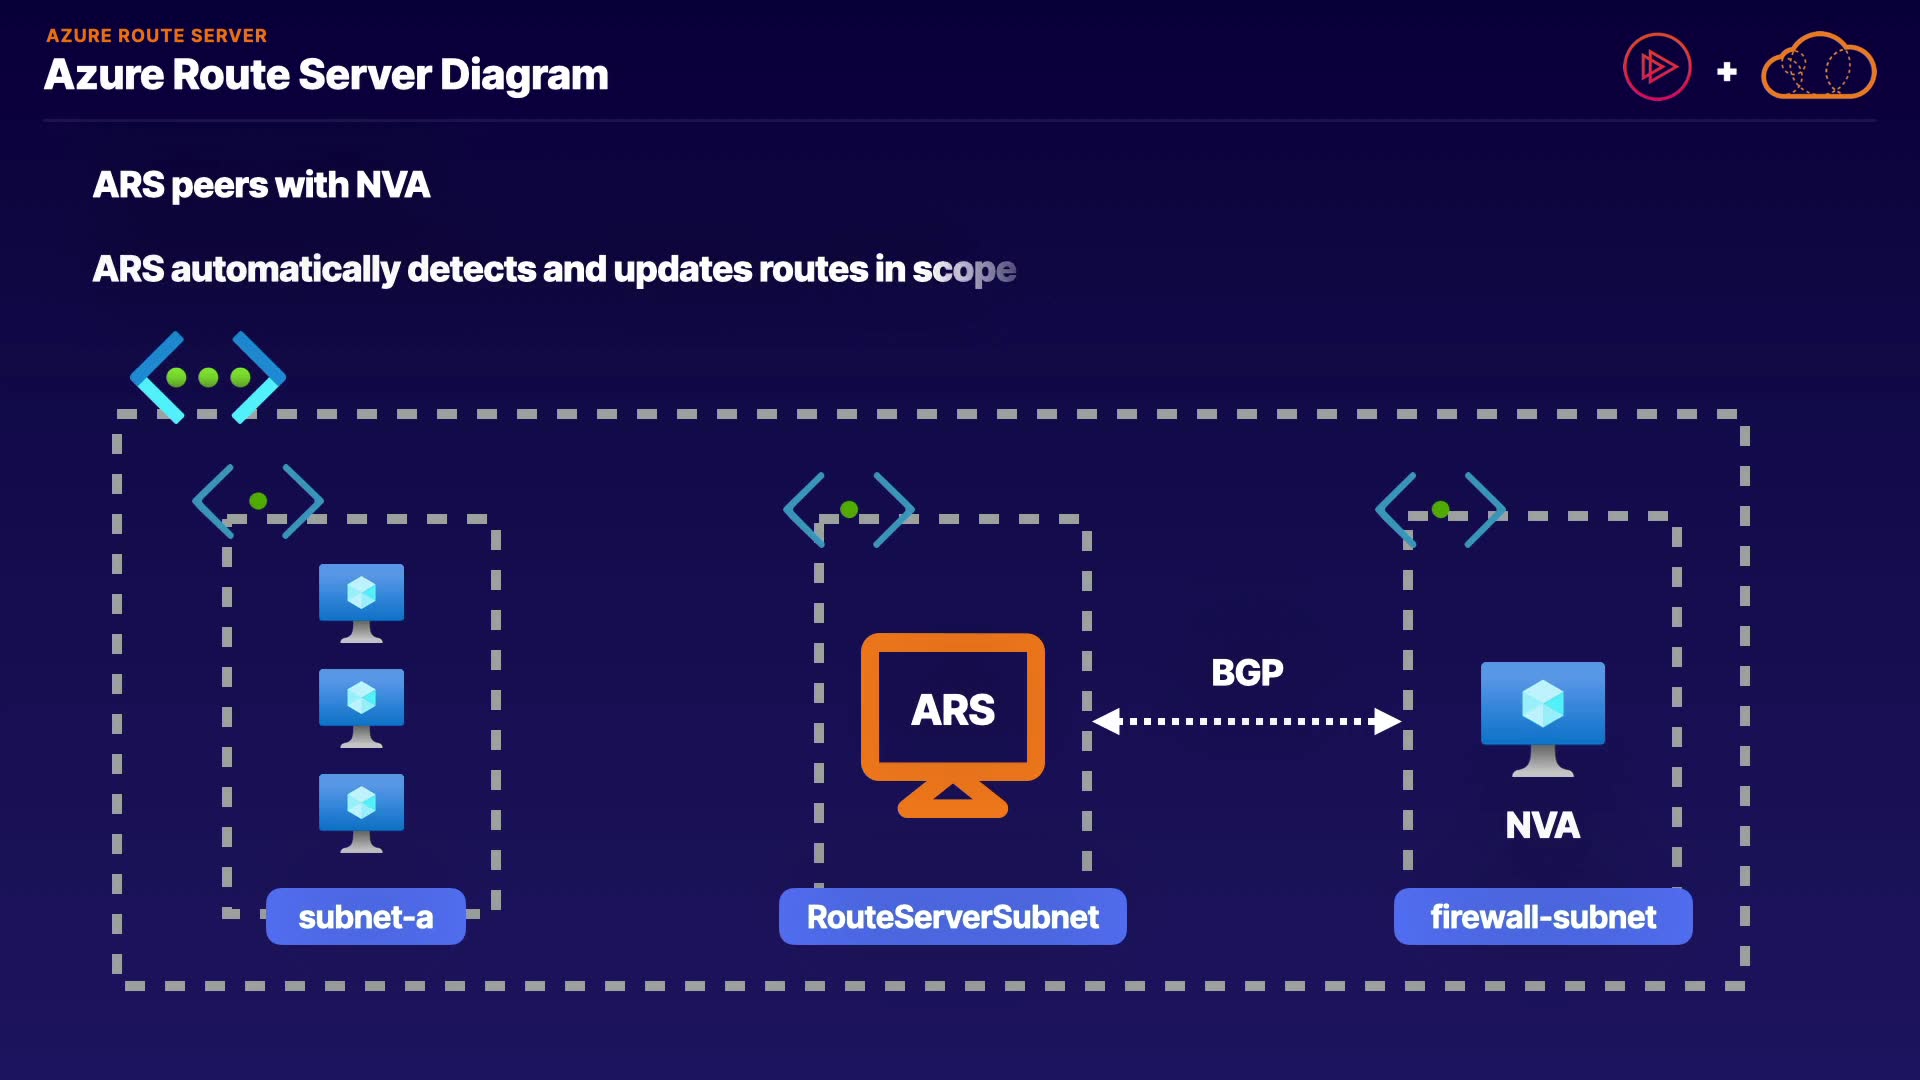 AZURE ROUTE SERVER
Azure Route Server Diagram
+
ARS peers with NVA
ARS automatically detects and updates routes in scope
ARS
BGP
NVA
subnet-a
RouteServerSubnet
firewall-subnet